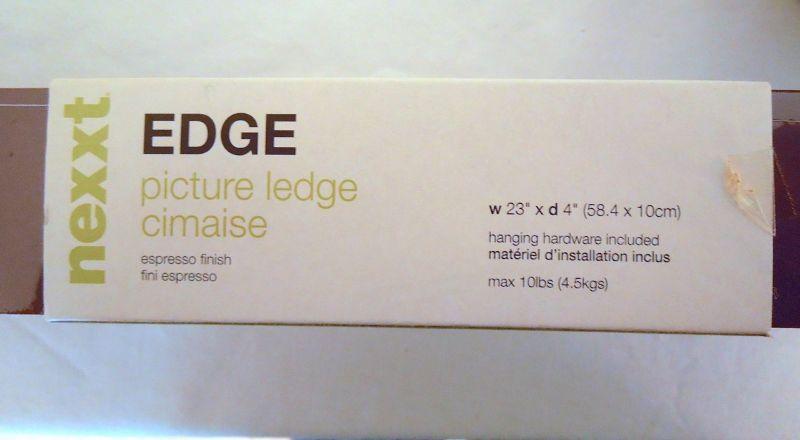 nexxt
EDGE
picture ledge
cimaise
espresso finish
fini espresso
w 23" x d 4" (58.4 x 10cm)
hanging hardware included
matériel d'installation inclus
max 10lbs (4.5kgs)